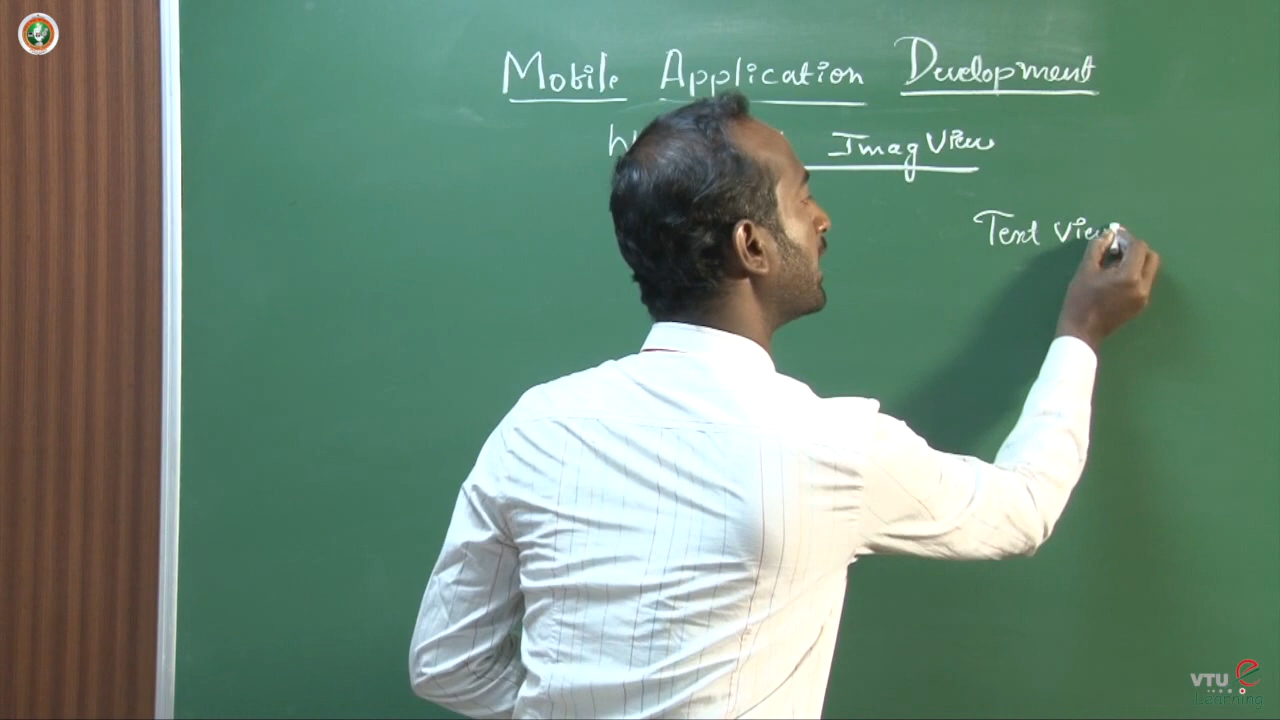 Mobile Application Development
ImagView
Text View
VTU e
Learning